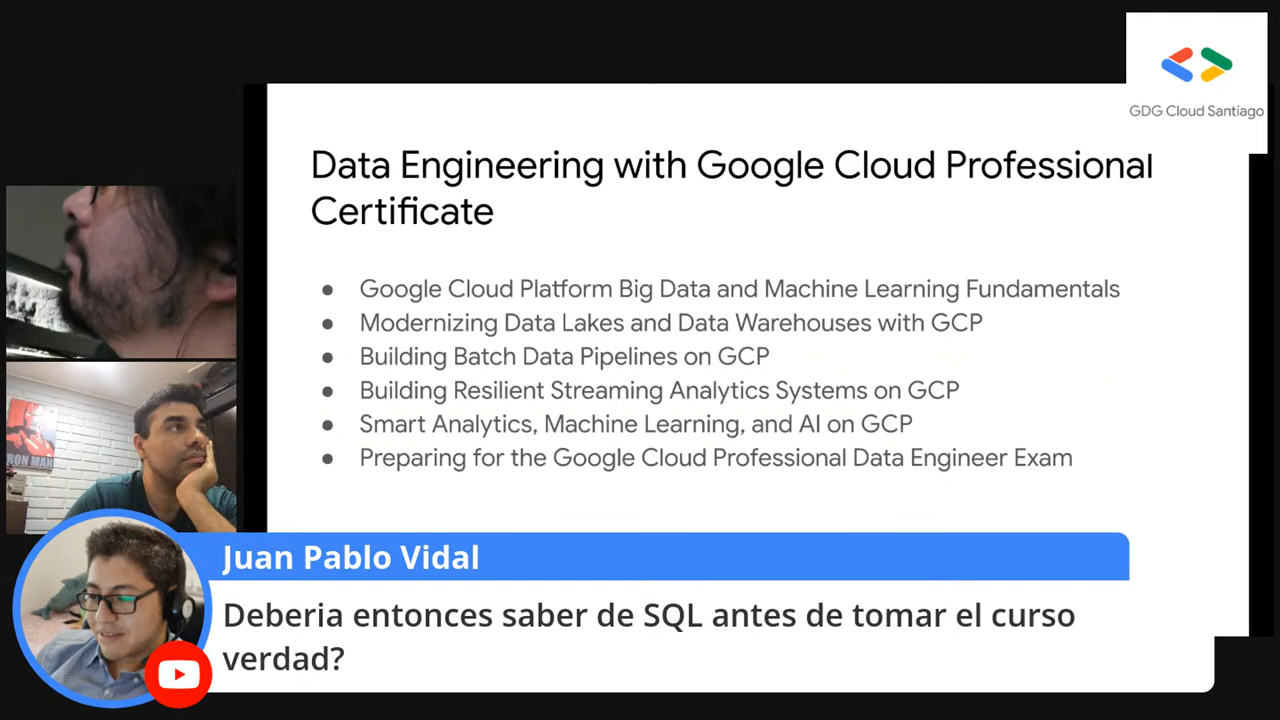 GDG Cloud Santiago
Data Engineering with Google Cloud Professional
Certificate
● Google Cloud Platform Big Data and Machine Learning Fundamentals
● Modernizing Data Lakes and Data Warehouses with GCP
● Building Batch Data Pipelines on GCP
● Building Resilient Streaming Analytics Systems on GCP
● Smart Analytics, Machine Learning, and AI on GCP
● Preparing for the Google Cloud Professional Data Engineer Exam
RON MAN
Juan Pablo Vidal
Deberia entonces saber de SQL antes de tomar el curso
verdad?